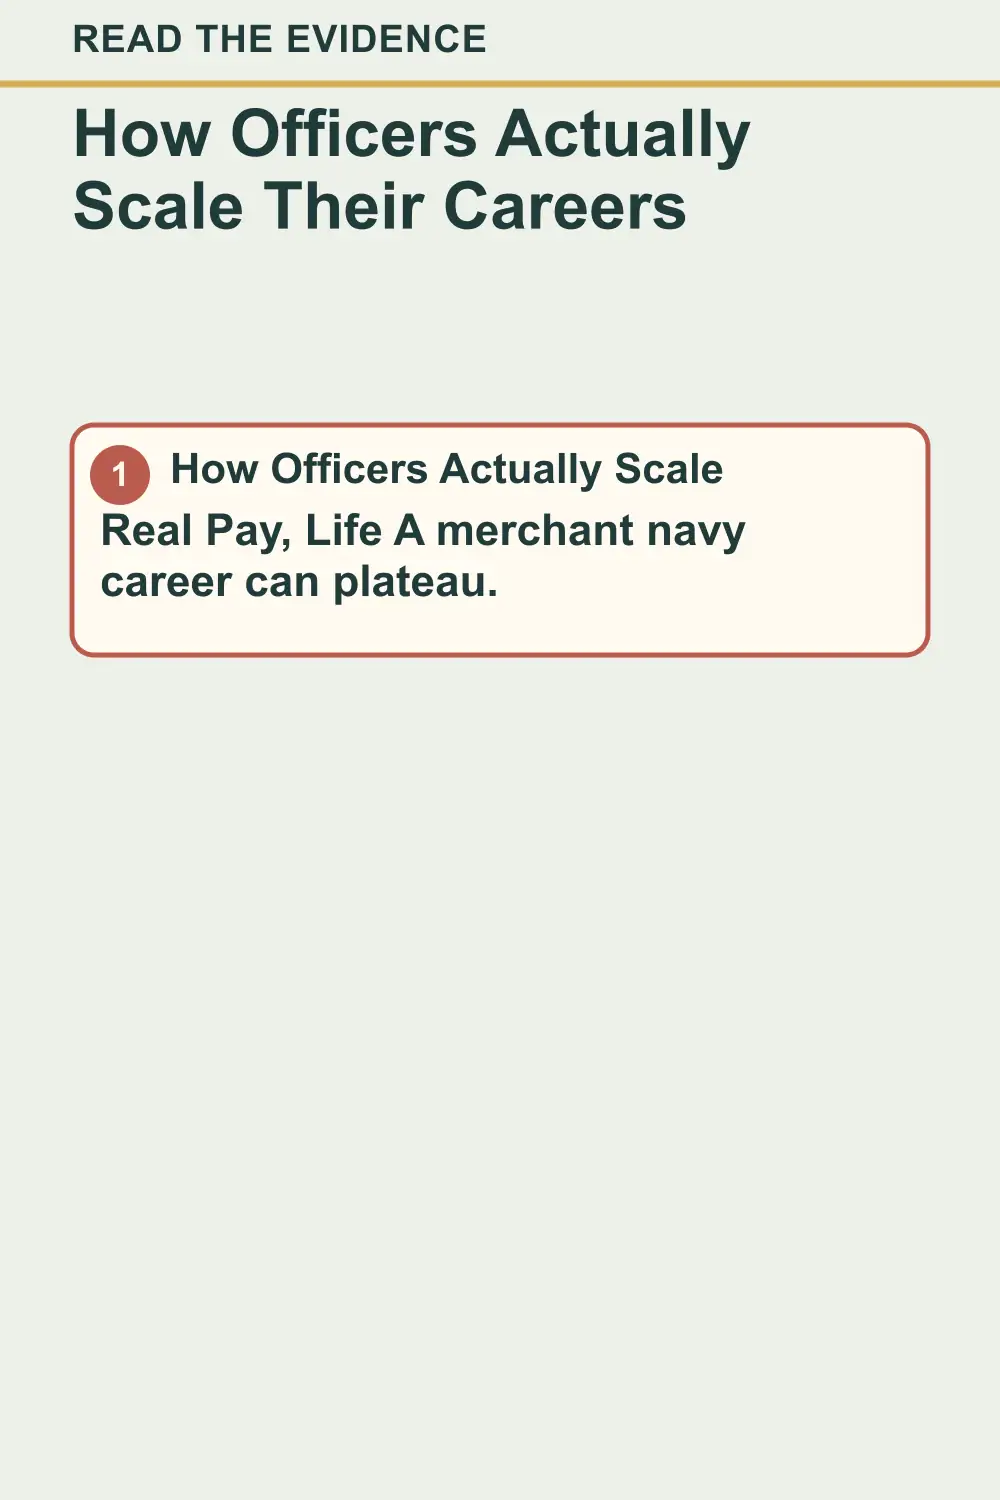 READ THE EVIDENCE
How Officers Actually
Scale Their Careers
1 How Officers Actually Scale
Real Pay, Life A merchant navy
career can plateau.